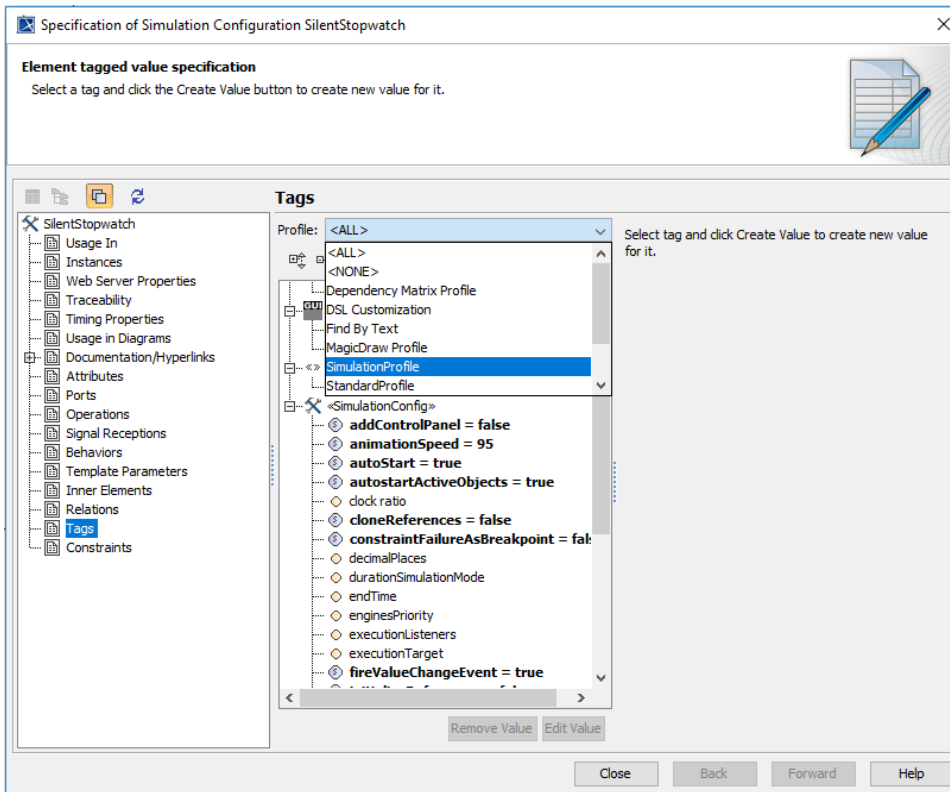 Specification of Simulation Configuration SilentStopwatch
Element tagged value specification
Select a tag and click the Create Value button to create new value for it.
SilentStopwatch
Usage In
Instances
Web Server Properties
Traceability
Timing Properties
Usage in Diagrams
Documentation/Hyperlinks
Attributes
Ports
Operations
Signal Receptions
Behaviors
Template Parameters
Inner Elements
Relations
Tags
Constraints
Tags
Profile: <ALL>
<ALL>
<NONE>
Dependency Matrix Profile
GUI
DSL Customization
Find By Text
MagicDraw Profile
«» SimulationProfile
StandardProfile
«SimulationConfig»
addControlPanel = false
animationSpeed = 95
autoStart = true
autostartActiveObjects = true
clock ratio
cloneReferences = false
constraintFailureAsBreakpoint = fal
decimalPlaces
durationSimulationMode
endTime
enginesPriority
executionListeners
executionTarget
fireValueChangeEvent = true
Remove Value Edit Value
Select tag and click Create Value to create new value
for it.
Close Back Forward Help